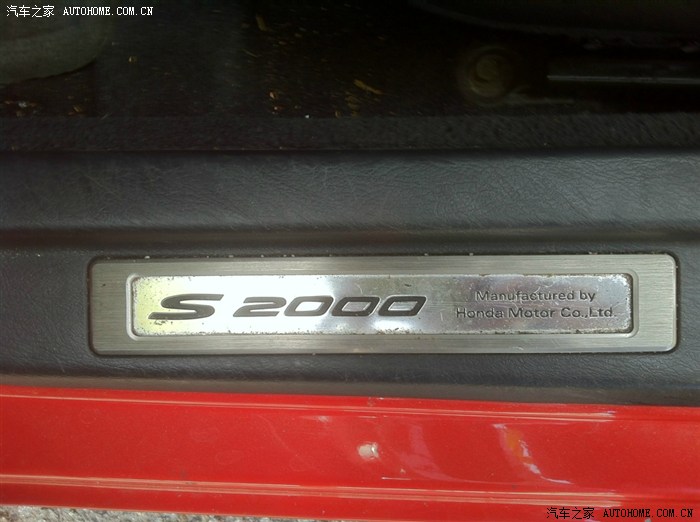 汽车之家 AUTOHOME.COM.CN
S 2000
Manufactured by
Honda Motor Co.,Ltd.
汽车之家 AUTOHOME.COM.CN